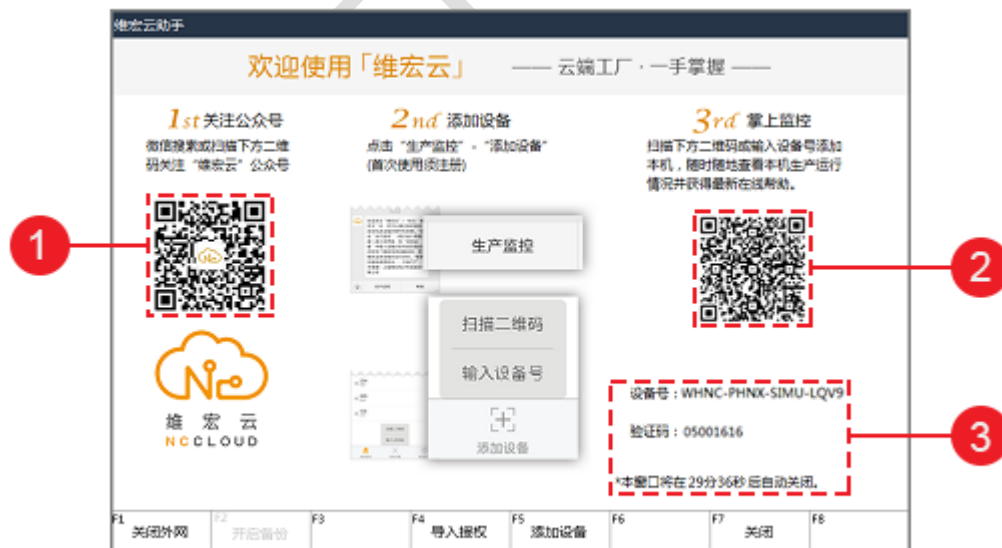 维宏云助手
欢迎使用「维宏云」 —— 云端工厂 · 一手掌握 ——
1st 关注公众号
微信搜索或扫描下方二维
码关注 "维宏云" 公众号
2nd 添加设备
点击 "生产监控" - "添加设备"
(首次使用须注册)
3rd 掌上监控
扫描下方二维码或输入设备号添加
本机，随时随地查看本机生产运行
情况并获得最新在线帮助。
1
2
生产监控
扫描二维码
输入设备号
添加设备
维宏云
NCCLOUD
设备号：WHNC-PHNX-SIMU-LQV9
验证码：05001616
*本窗口将在 29分36秒 后自动关闭。
3
F1 关闭外网
F2 开启备份
F3
F4 导入授权
F5 添加设备
F6
F7 关闭
F8